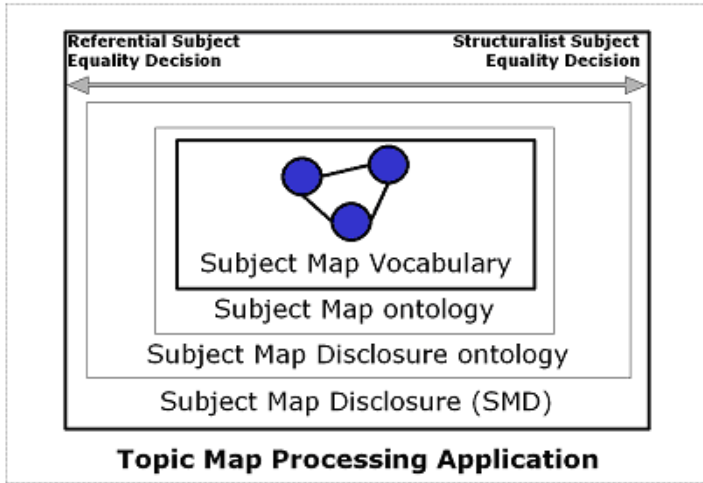 Referential Subject
Equality Decision
Structuralist Subject
Equality Decision
Subject Map Vocabulary
Subject Map ontology
Subject Map Disclosure ontology
Subject Map Disclosure (SMD)
Topic Map Processing Application